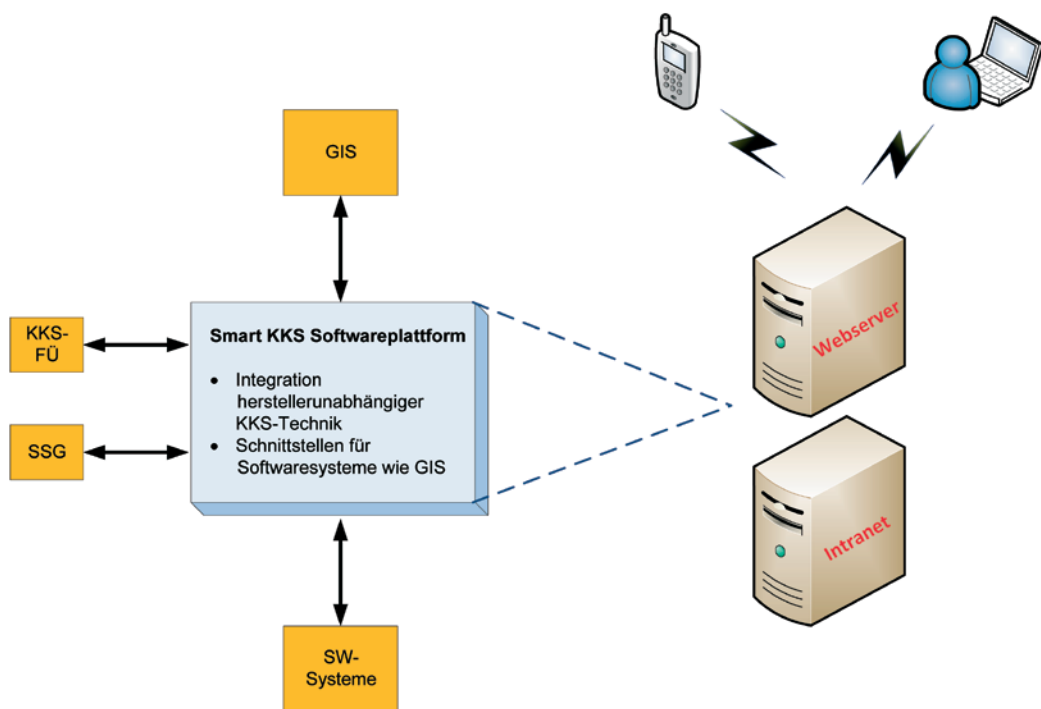 GIS
KKS-
FÜ
SSG
Smart KKS Softwareplattform
• Integration
herstellerunabhängiger
KKS-Technik
• Schnittstellen für
Softwaresysteme wie GIS
SW-
Systeme
Webserver
Intranet